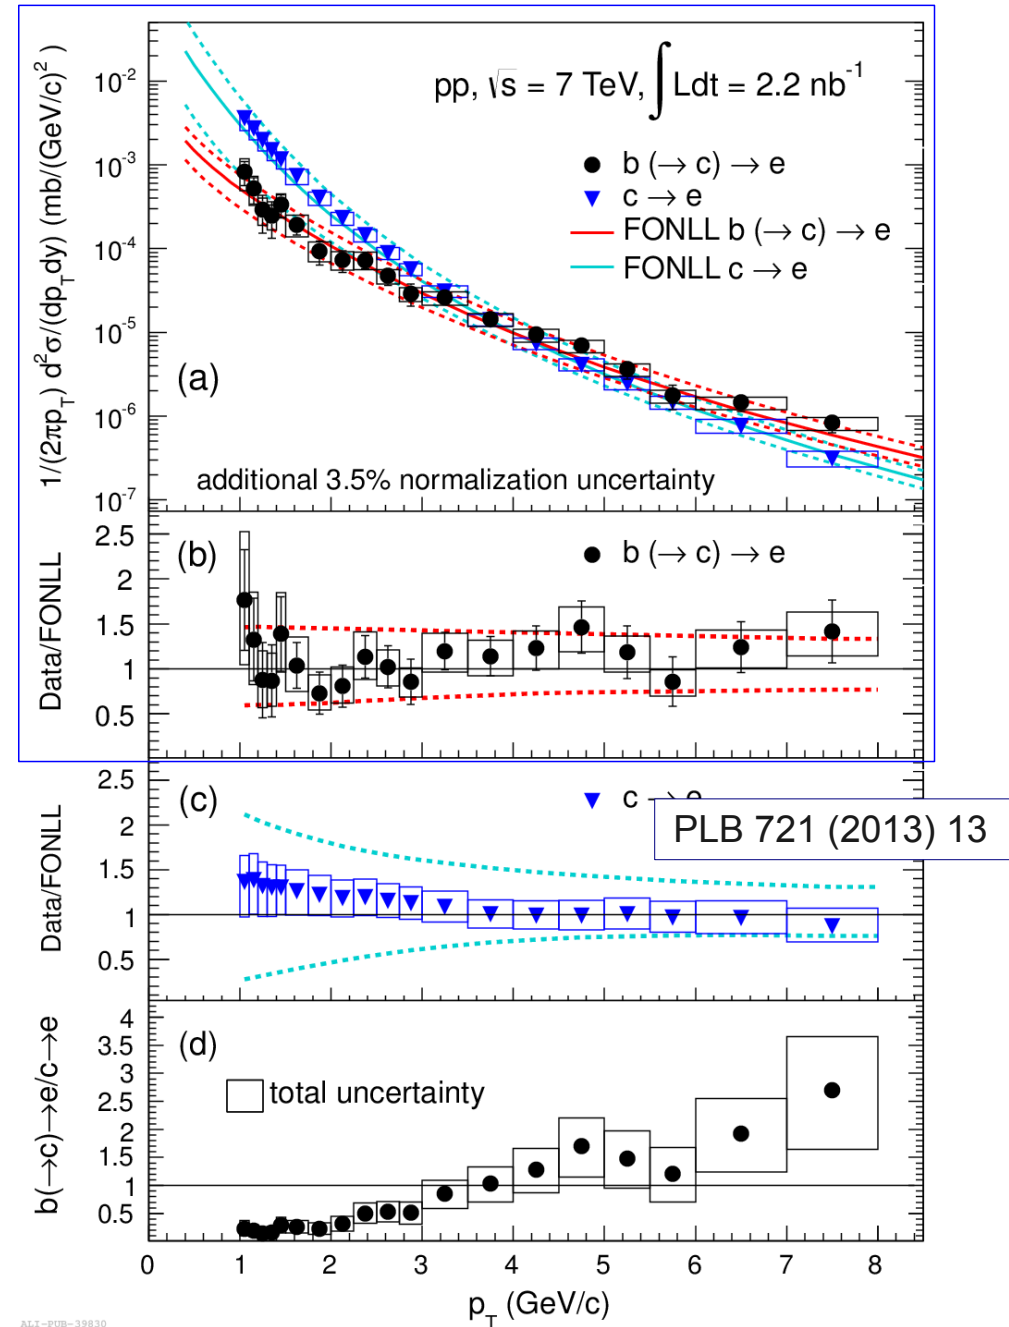 1/(2πp_T) d²σ/(dp_Tdy) (mb/(GeV/c)²)
10⁻²
10⁻³
10⁻⁴
10⁻⁵
10⁻⁶
10⁻⁷
pp, √s = 7 TeV, ∫ Ldt = 2.2 nb⁻¹
b (→ c) → e
c → e
FONLL b (→ c) → e
FONLL c → e
(a)
additional 3.5% normalization uncertainty
Data/FONLL
2.5
2
1.5
1
0.5
(b)
b (→ c) → e
Data/FONLL
2.5
2
1.5
1
0.5
(c)
c → e
PLB 721 (2013) 13
b(→c)→e/c→e
4
3.5
3
2.5
2
1.5
1
0.5
(d)
total uncertainty
0 1 2 3 4 5 6 7 8
p_T (GeV/c)
ALI-PUB-39830